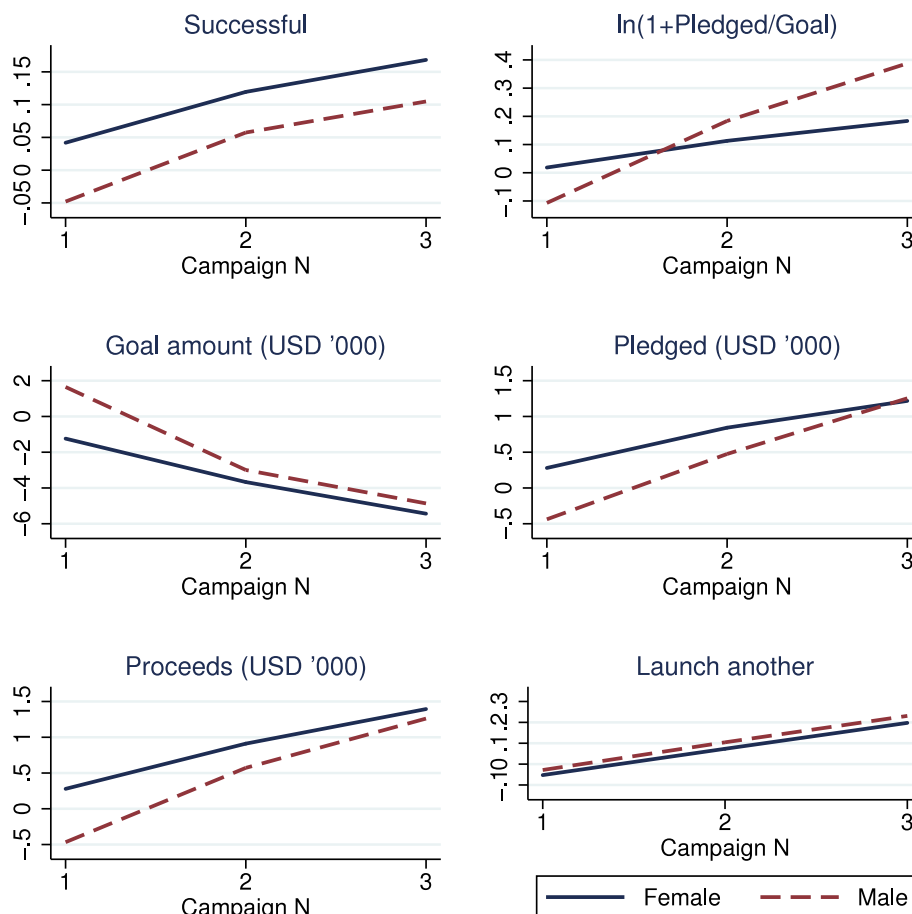 Successful
-.05 0 .05 .1 .15
1 2 3
Campaign N
ln(1+Pledged/Goal)
-.1 0 .1 .2 .3 .4
1 2 3
Campaign N
Goal amount (USD '000)
-6 -4 -2 0 2
1 2 3
Campaign N
Pledged (USD '000)
-.5 0 .5 1 1.5
1 2 3
Campaign N
Proceeds (USD '000)
-.5 0 .5 1 1.5
1 2 3
Campaign N
Launch another
-.1 0 .1 .2 .3
1 2 3
Campaign N
Female Male